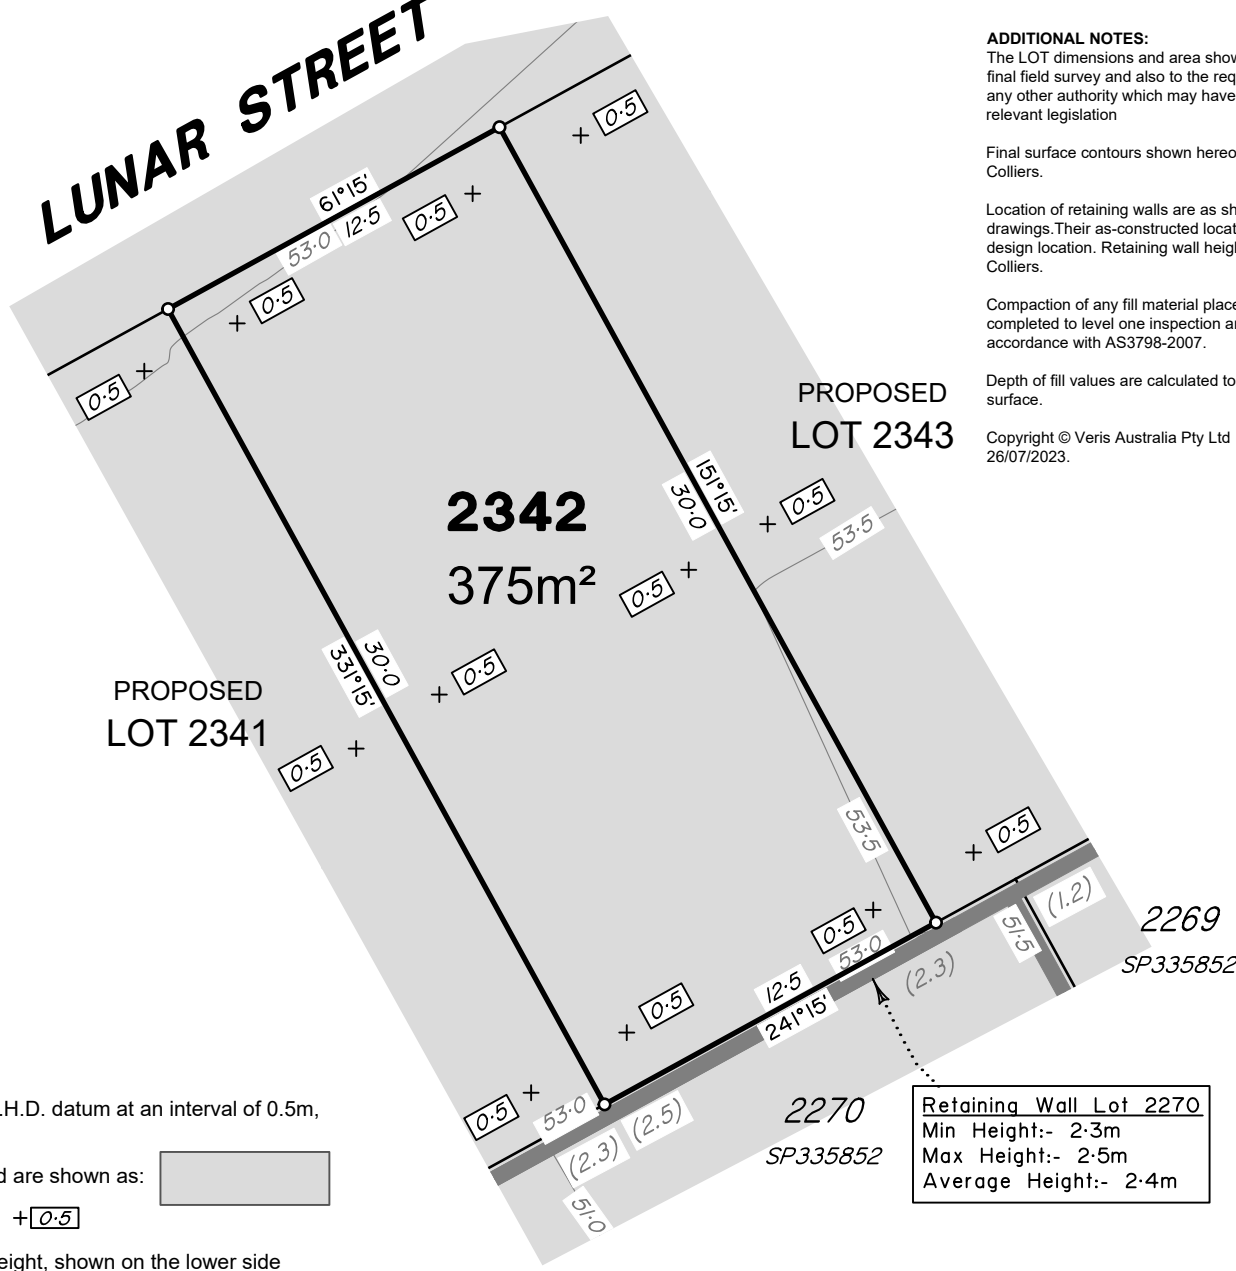 LUNAR STREET
ADDITIONAL NOTES:
The LOT dimensions and area show
final field survey and also to the req
any other authority which may have
relevant legislation
Final surface contours shown hereo
Colliers.
Location of retaining walls are as sh
drawings.Their as-constructed locat
design location. Retaining wall heigh
Colliers.
Compaction of any fill material place
completed to level one inspection an
accordance with AS3798-2007.
Depth of fill values are calculated to
surface.
Copyright © Veris Australia Pty Ltd
26/07/2023.
0·5
61°15'
12·5
53·0
0·5
0·5
0·5
PROPOSED
LOT 2343
151°15'
30·0
0·5
53·5
2342
375m²
0·5
331°15'
30·0
0·5
PROPOSED
LOT 2341
0·5
53·5
0·5
(1.2)
51·5
2269
SP335852
0·5
53·0
(2.3)
12·5
241°15'
0·5
0·5
53·0
(2.5)
(2.3)
51·0
2270
SP335852
Retaining Wall Lot 2270
Min Height:- 2·3m
Max Height:- 2·5m
Average Height:- 2·4m
.H.D. datum at an interval of 0.5m,
d are shown as:
+ 0·5
eight, shown on the lower side